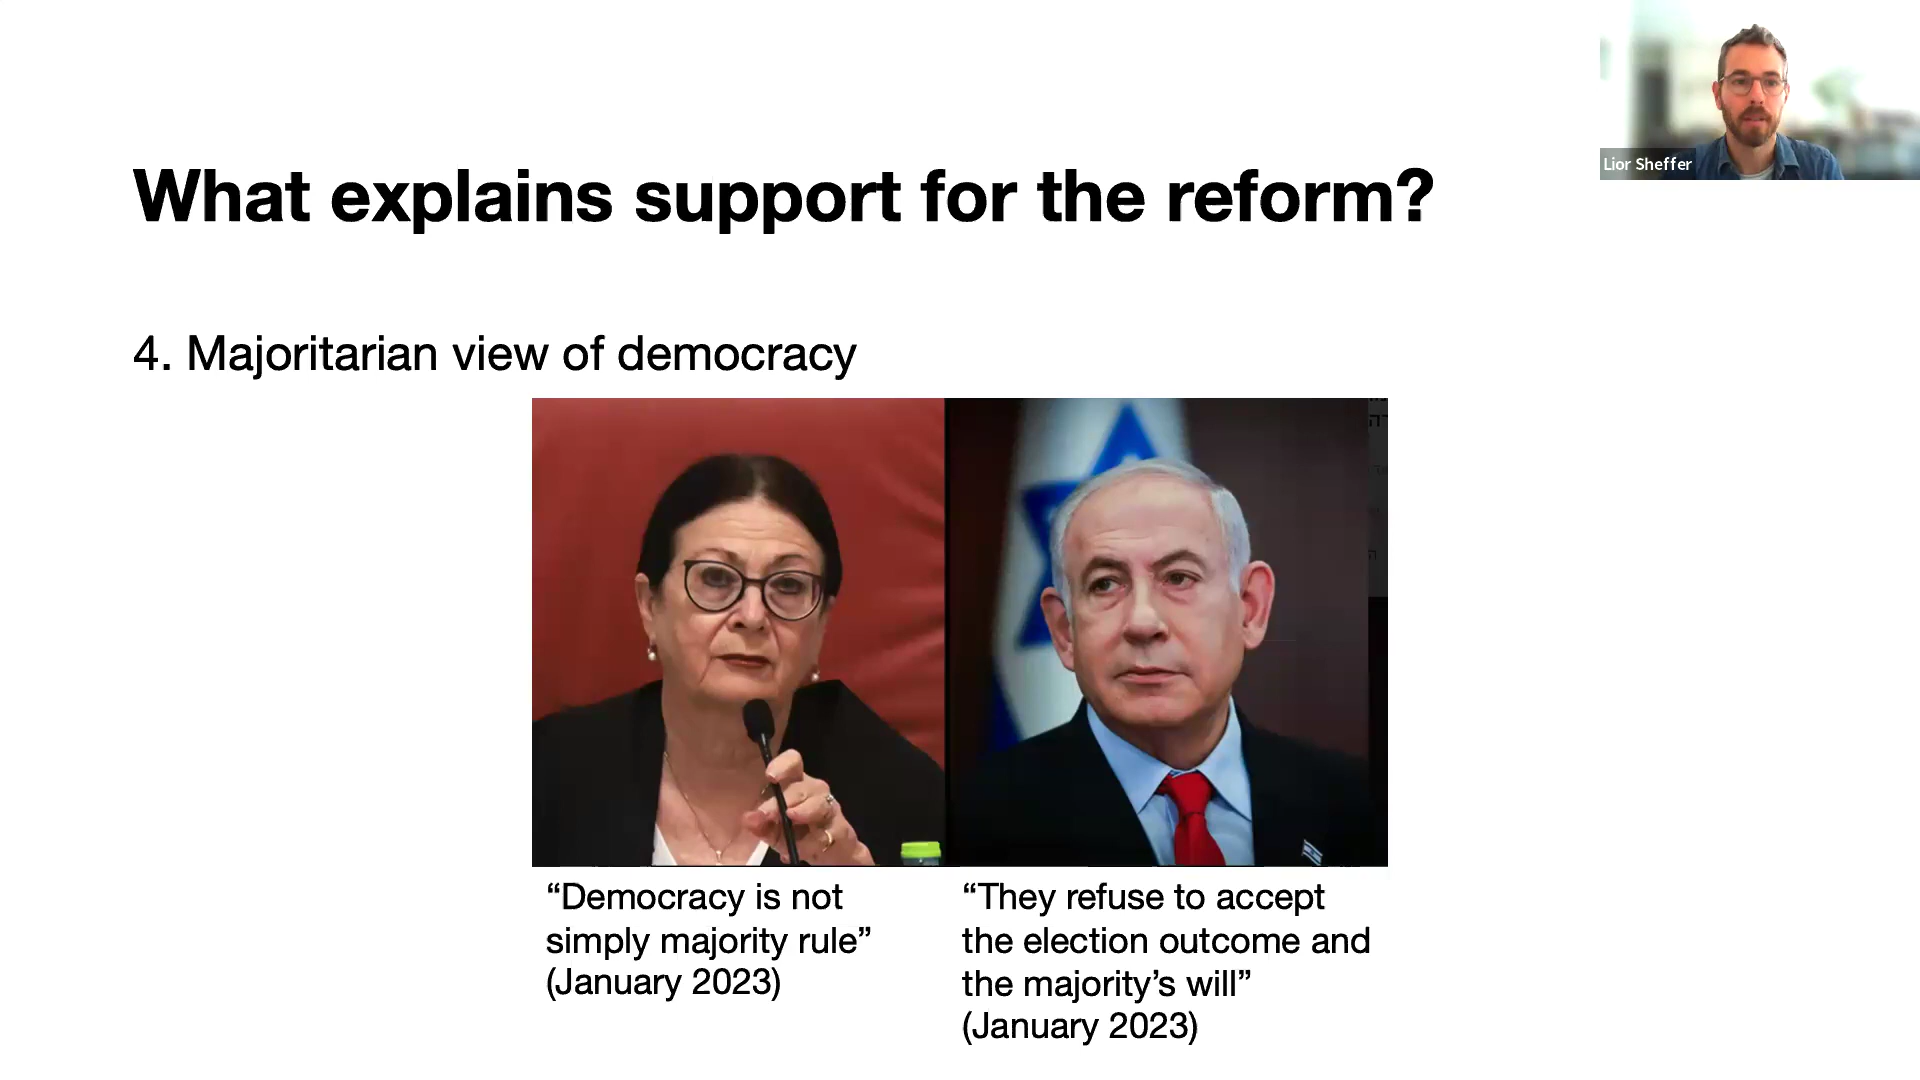 Lior Sheffer
What explains support for the reform?
4. Majoritarian view of democracy
“Democracy is not
simply majority rule”
(January 2023)
“They refuse to accept
the election outcome and
the majority’s will”
(January 2023)